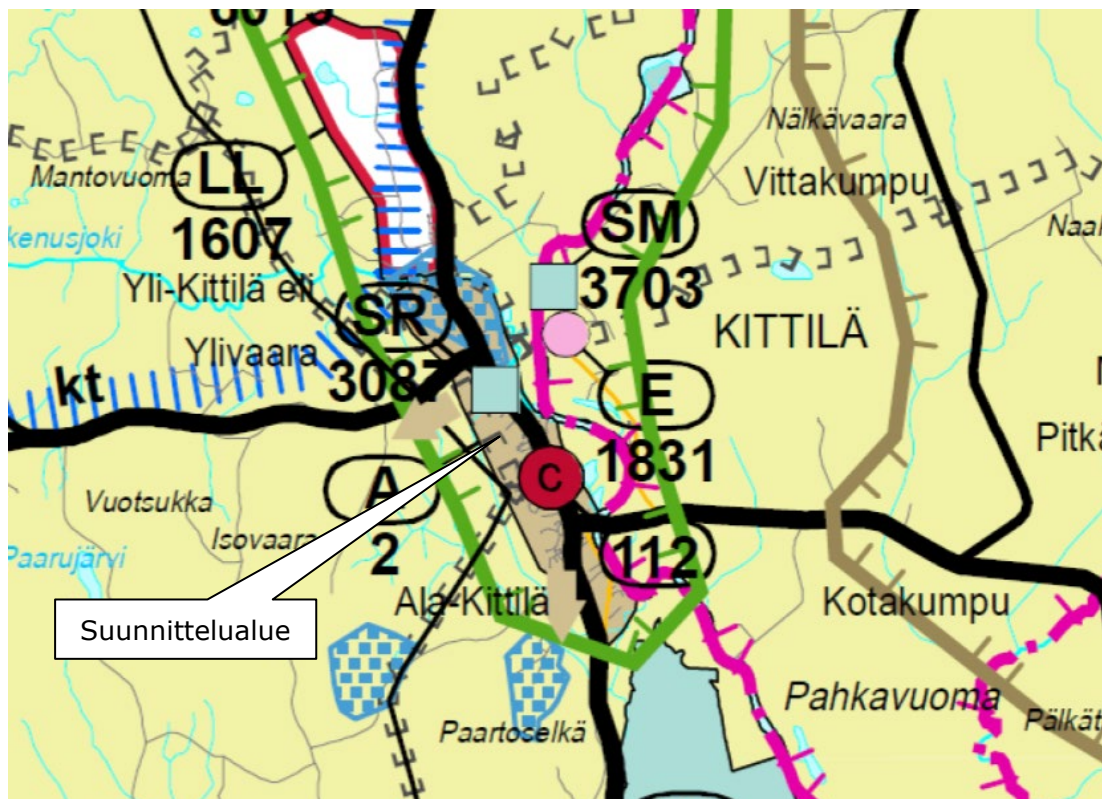 Nälkävaara
Mantovuoma
LL
Vittakumpu
1607
SM
kenusjoki
Yli-Kittilä eli
3703
SR
KITTILÄ
Ylivaara
3087
kt
E
1831
C
A
Vuotsukka
Isovaara
2
112
Paarujärvi
Ala-Kittilä
Kotakumpu
Suunnittelualue
Pahkavuoma
Paartoselkä